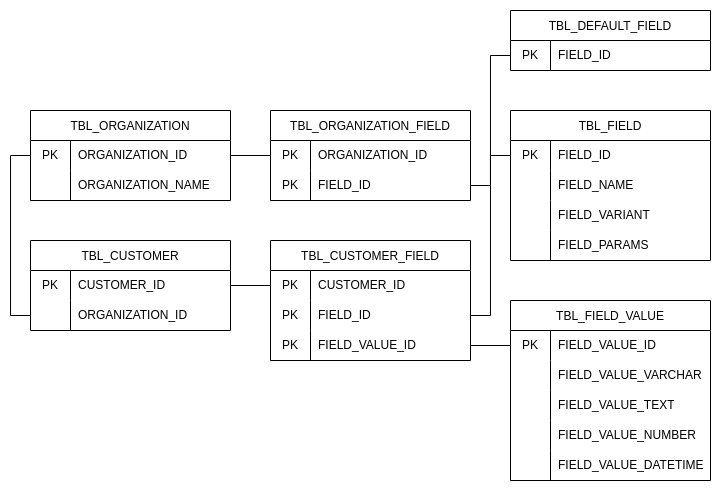 TBL_DEFAULT_FIELD
PK FIELD_ID
TBL_ORGANIZATION
PK ORGANIZATION_ID
ORGANIZATION_NAME
TBL_ORGANIZATION_FIELD
PK ORGANIZATION_ID
PK FIELD_ID
TBL_FIELD
PK FIELD_ID
FIELD_NAME
FIELD_VARIANT
FIELD_PARAMS
TBL_CUSTOMER
PK CUSTOMER_ID
ORGANIZATION_ID
TBL_CUSTOMER_FIELD
PK CUSTOMER_ID
PK FIELD_ID
PK FIELD_VALUE_ID
TBL_FIELD_VALUE
PK FIELD_VALUE_ID
FIELD_VALUE_VARCHAR
FIELD_VALUE_TEXT
FIELD_VALUE_NUMBER
FIELD_VALUE_DATETIME